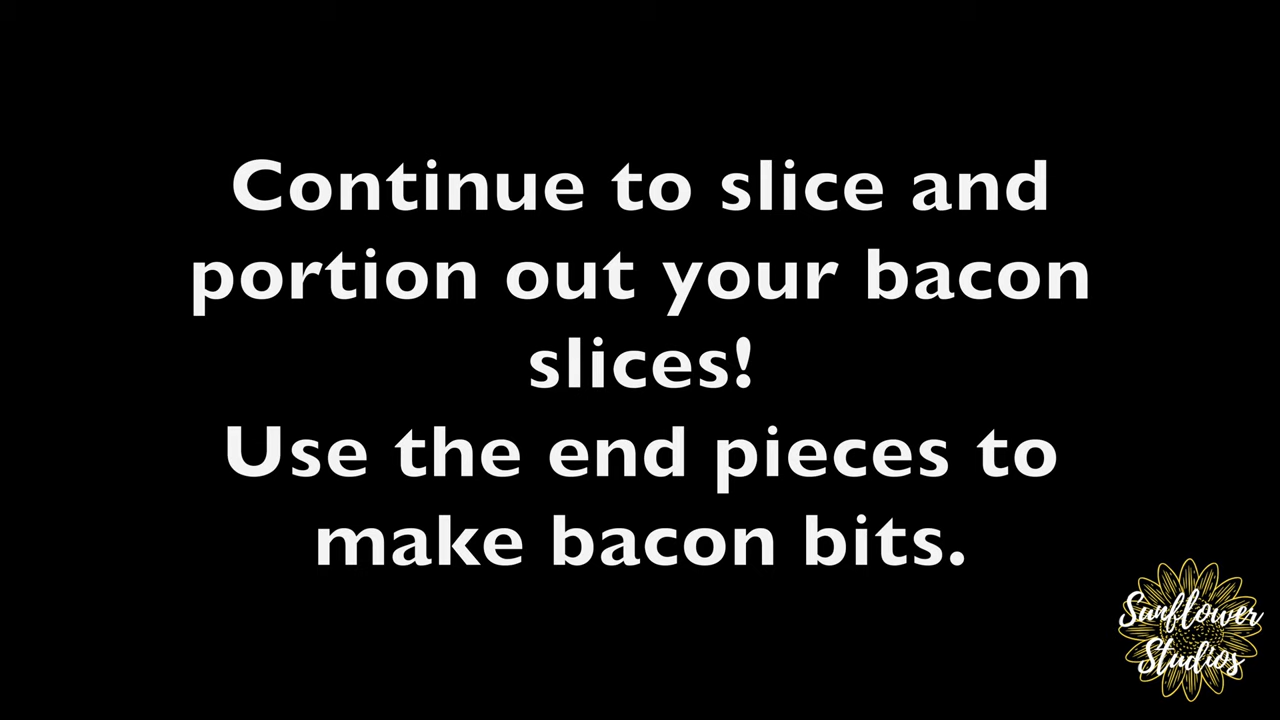 Continue to slice and
portion out your bacon
slices!
Use the end pieces to
make bacon bits.
Sunflower
Studios